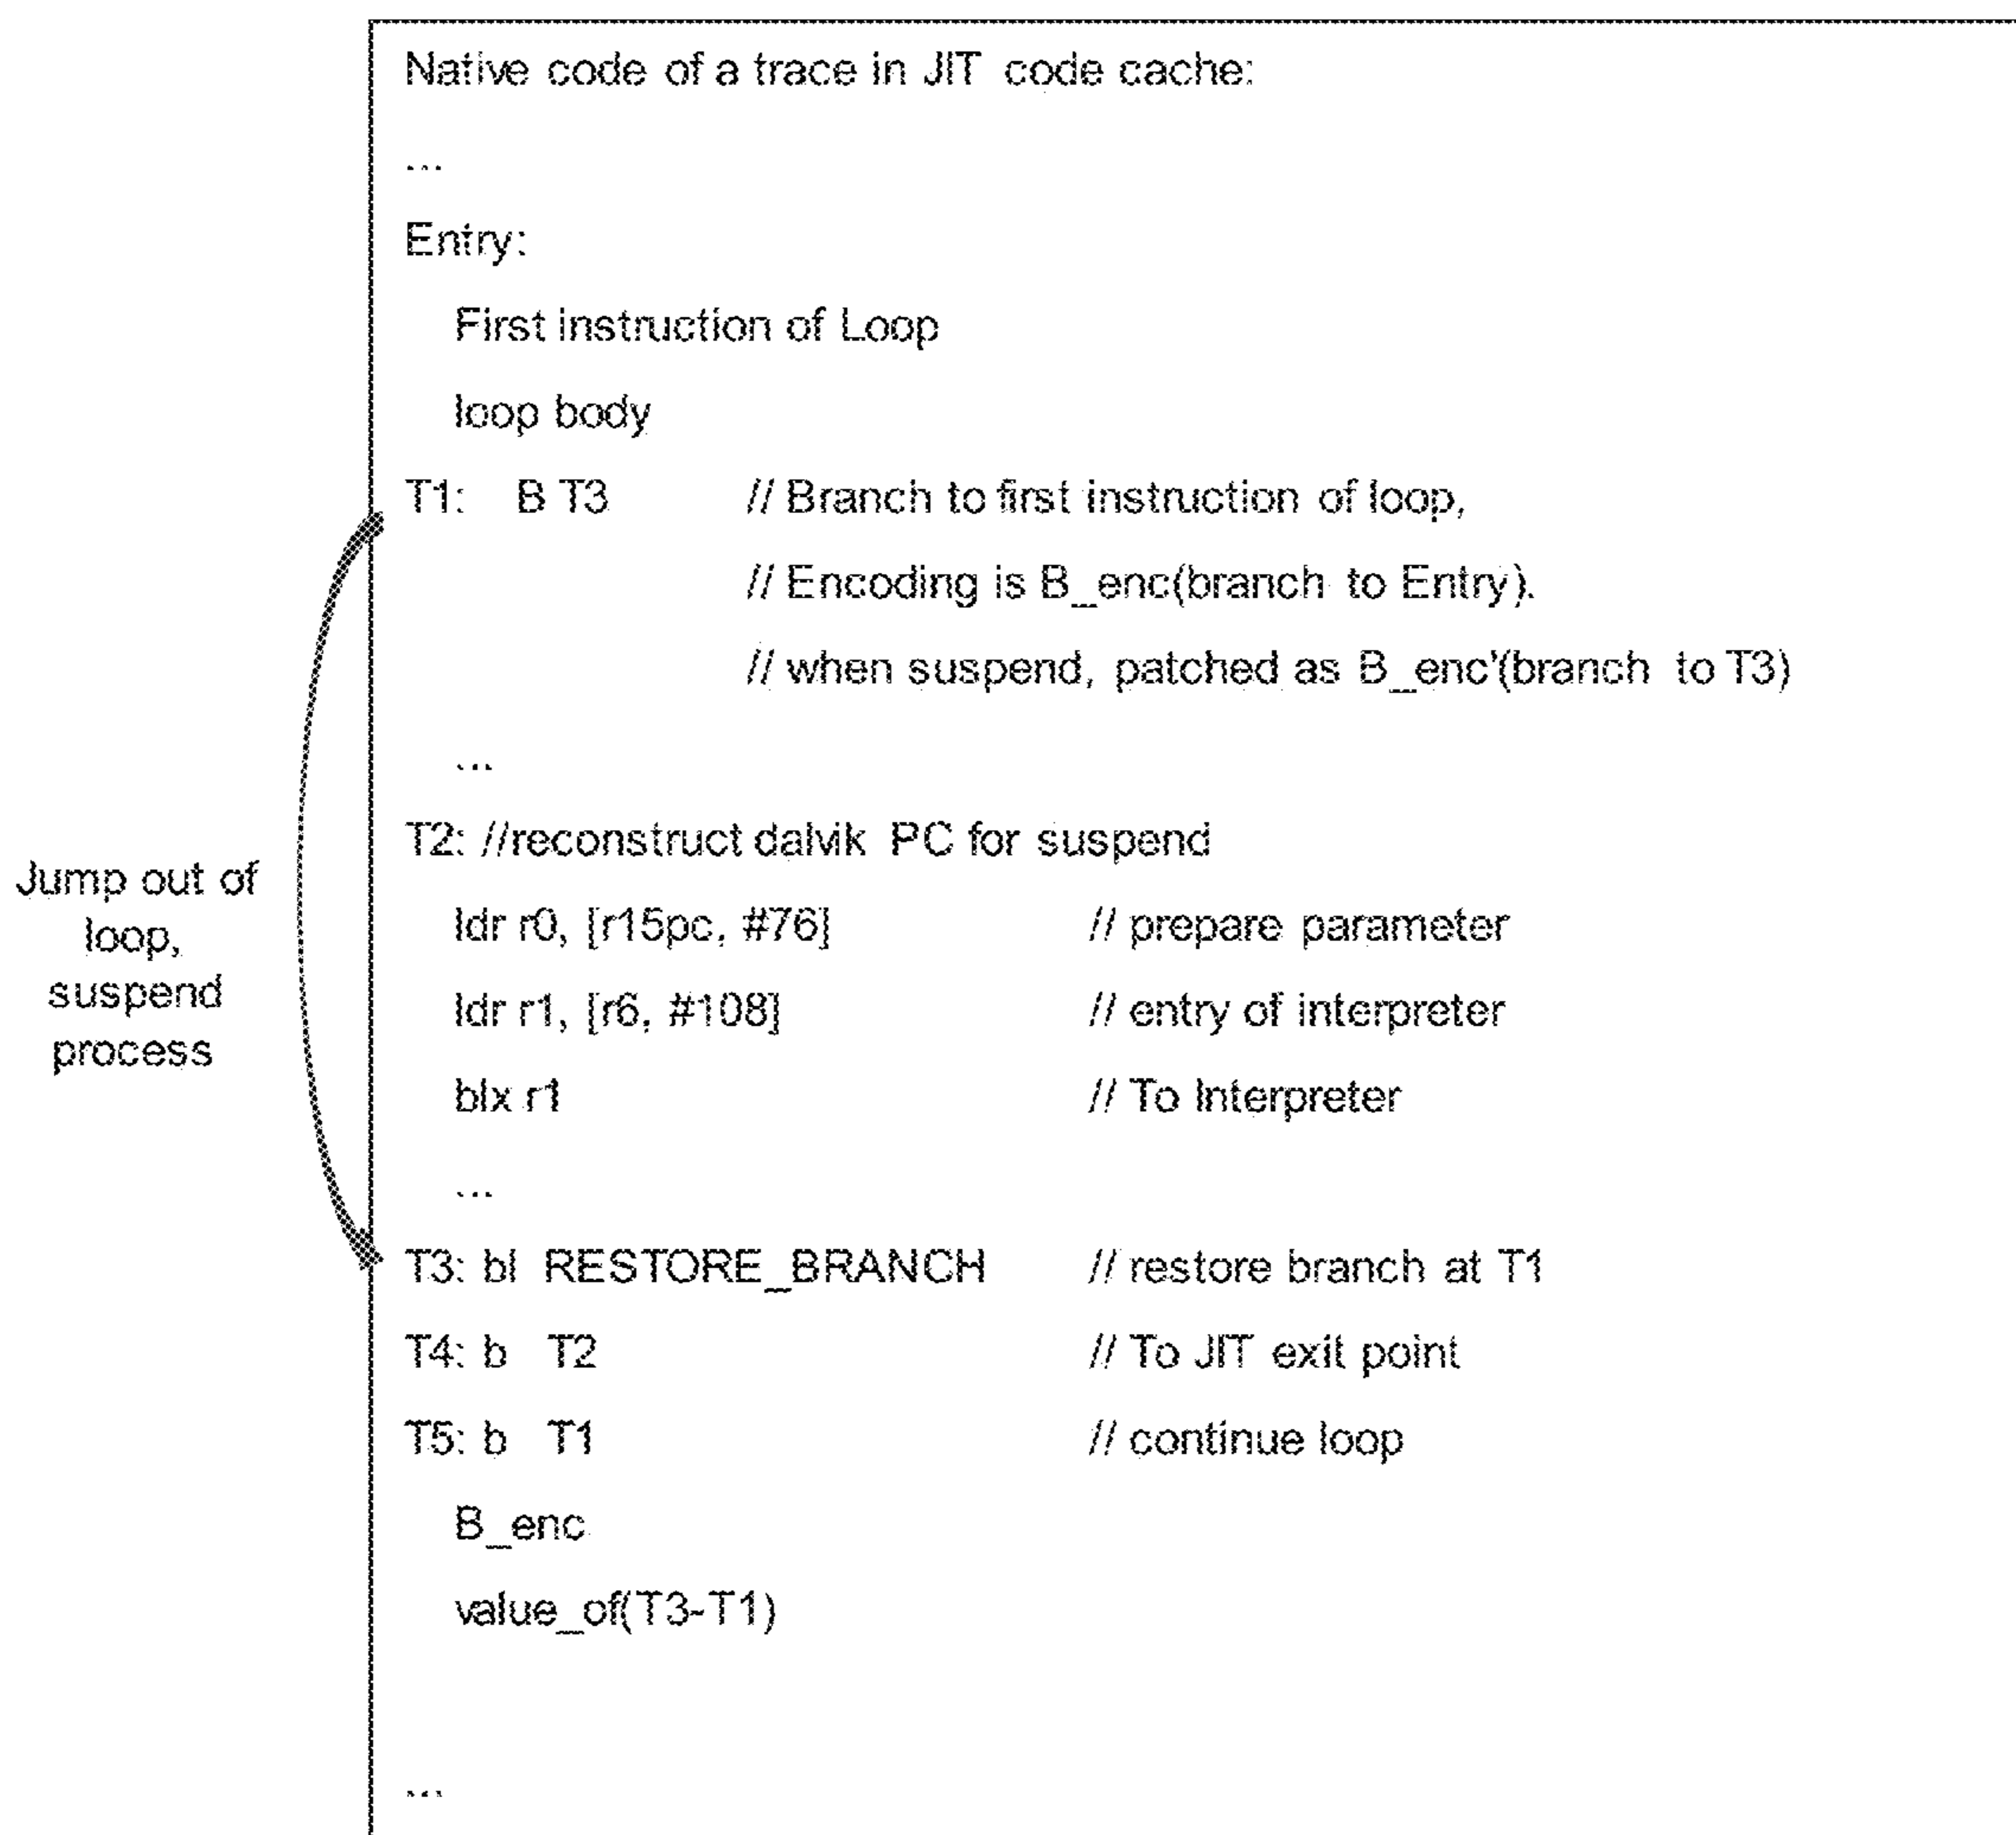 Native code of a trace in JIT code cache:
...
Entry:
First instruction of Loop
loop body
T1: B T3 // Branch to first instruction of loop,
// Encoding is B_enc(branch to Entry).
// when suspend, patched as B_enc'(branch to T3)
...
T2: //reconstruct dalvik PC for suspend
ldr r0, [r15pc, #76] // prepare parameter
ldr r1, [r6, #108] // entry of interpreter
blx r1 // To Interpreter
...
T3: bl RESTORE_BRANCH // restore branch at T1
T4: b T2 // To JIT exit point
T5: b T1 // continue loop
B_enc
value_of(T3-T1)
...
Jump out of
loop,
suspend
process